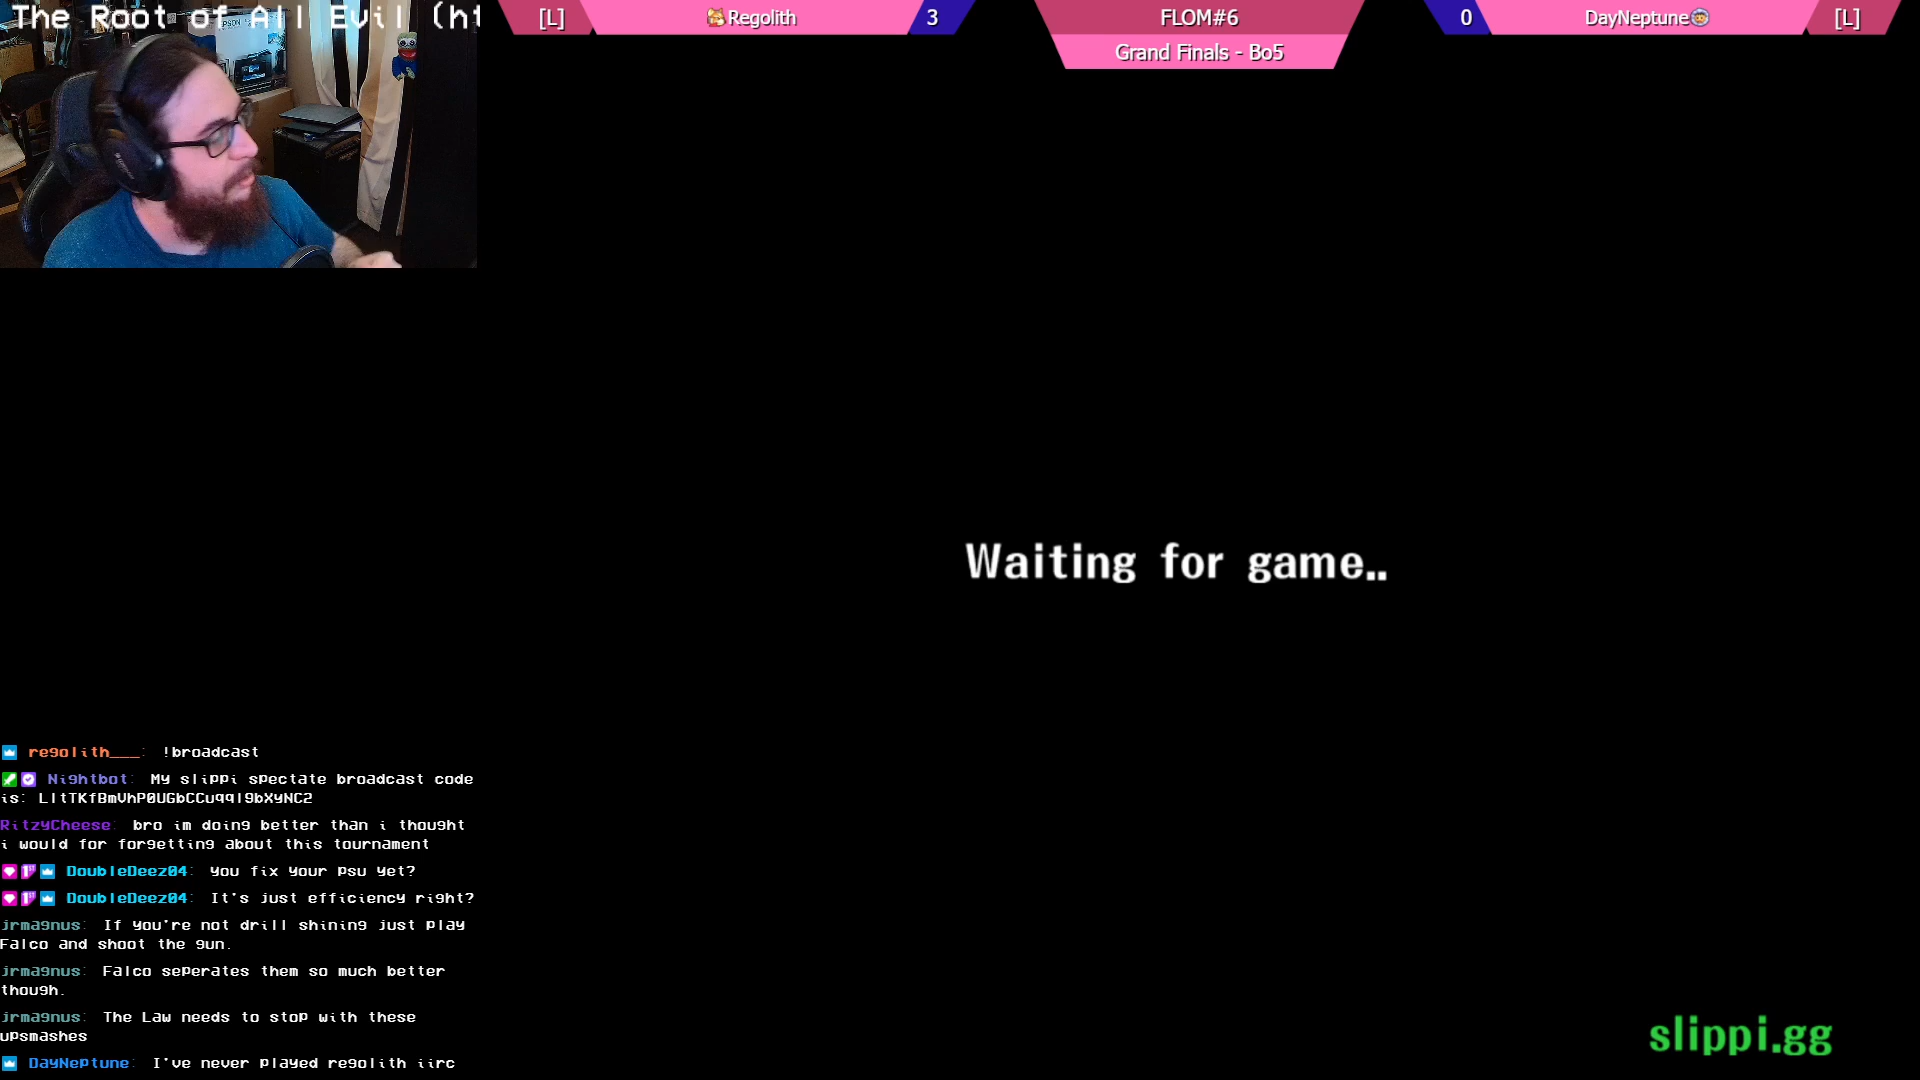 The Root of All Evil (ht
[L] Regolith 3 FLOM#6 0 DayNeptune [L]
Grand Finals - Bo5
Waiting for game..
regolith___: !broadcast
Nightbot: My slippi spectate broadcast code
is:
RitzyCheese: bro im doing better than i thought
i would for forgetting about this tournament
DoubleDeez04: you fix your psu yet?
DoubleDeez04: It's just efficiency right?
jrmagnus: If you're not drill shining just play
Falco and shoot the gun.
jrmagnus: Falco seperates them so much better
though.
jrmagnus: The Law needs to stop with these
upsmashes
DayNeptune: I've never played regolith iirc
slippi.gg